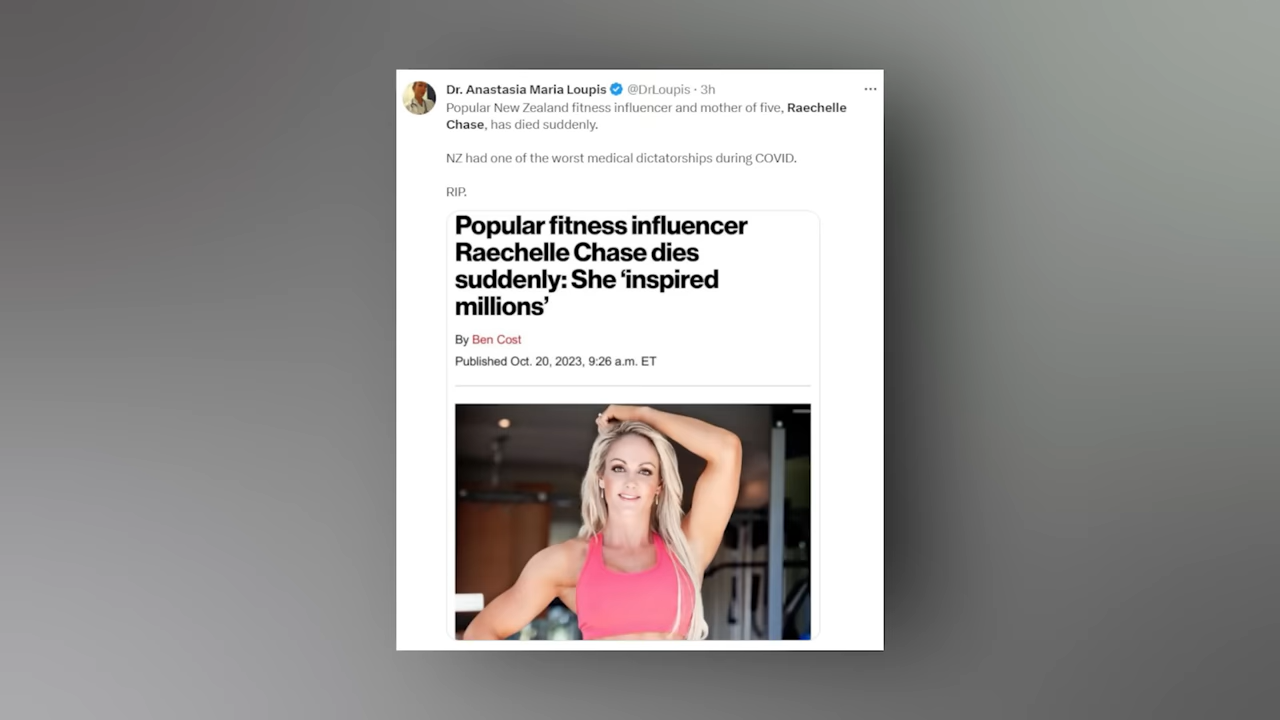 Dr. Anastasia Maria Loupis @DrLoupis · 3h
Popular New Zealand fitness influencer and mother of five, Raechelle
Chase, has died suddenly.
NZ had one of the worst medical dictatorships during COVID.
RIP.
Popular fitness influencer
Raechelle Chase dies
suddenly: She ‘inspired
millions’
By Ben Cost
Published Oct. 20, 2023, 9:26 a.m. ET